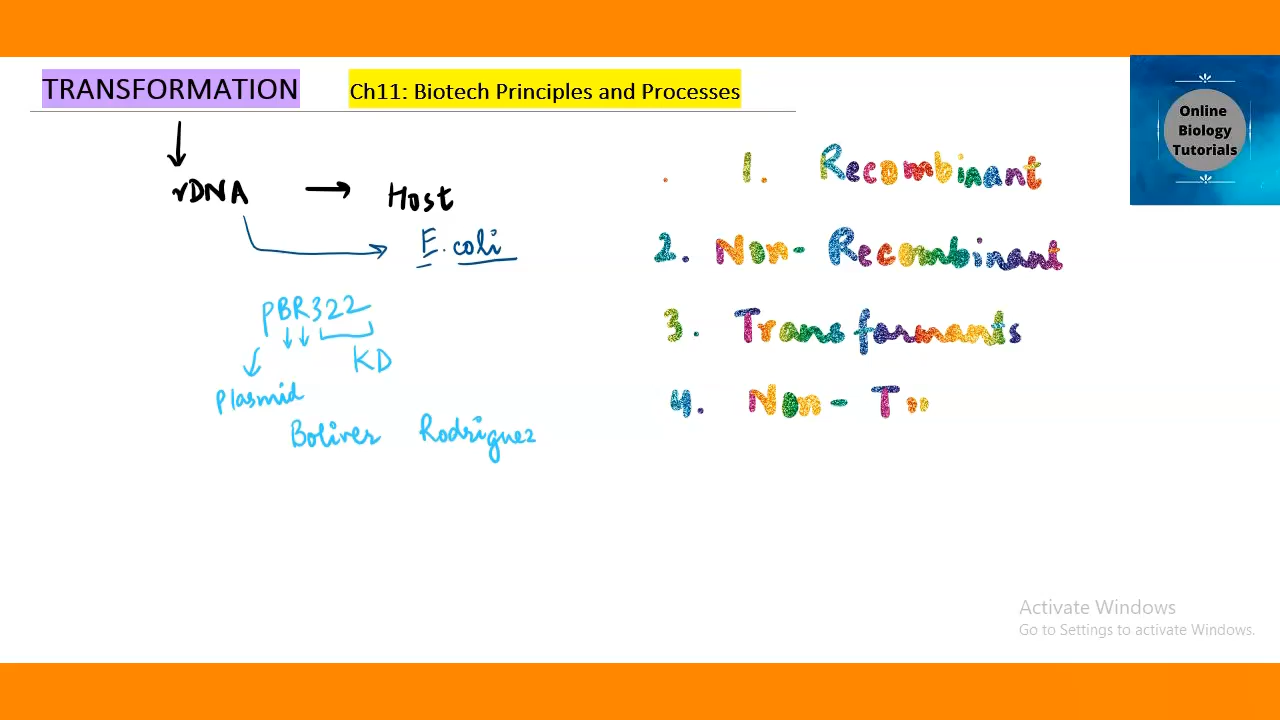 TRANSFORMATION
Ch11: Biotech Principles and Processes
Online
Biology
Tutorials
rDNA → Host
E. coli
PBR322
KD
Plasmid
Boliver Rodriguez
1. Recombinant
2. Non-Recombinant
3. Transformants
4. Non-Tr
Activate Windows
Go to Settings to activate Windows.